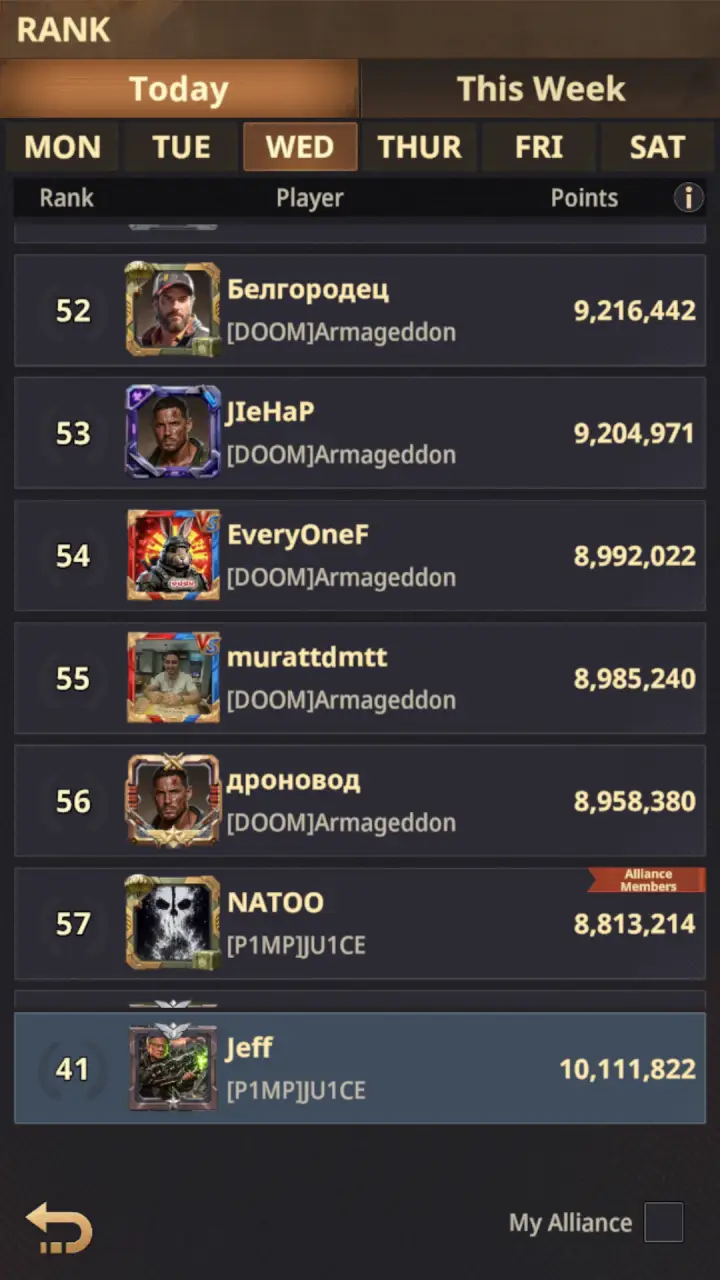 RANK
Today
This Week
MON
TUE
WED
THUR
FRI
SAT
Rank
Player
Points
52
Белгородец
[DOOM]Armageddon
9,216,442
53
JIeHaP
[DOOM]Armageddon
9,204,971
54
EveryOneF
[DOOM]Armageddon
8,992,022
55
murattdmtt
[DOOM]Armageddon
8,985,240
56
дроновод
[DOOM]Armageddon
8,958,380
Alliance
Members
57
NATOO
[P1MP]JU1CE
8,813,214
41
Jeff
[P1MP]JU1CE
10,111,822
My Alliance